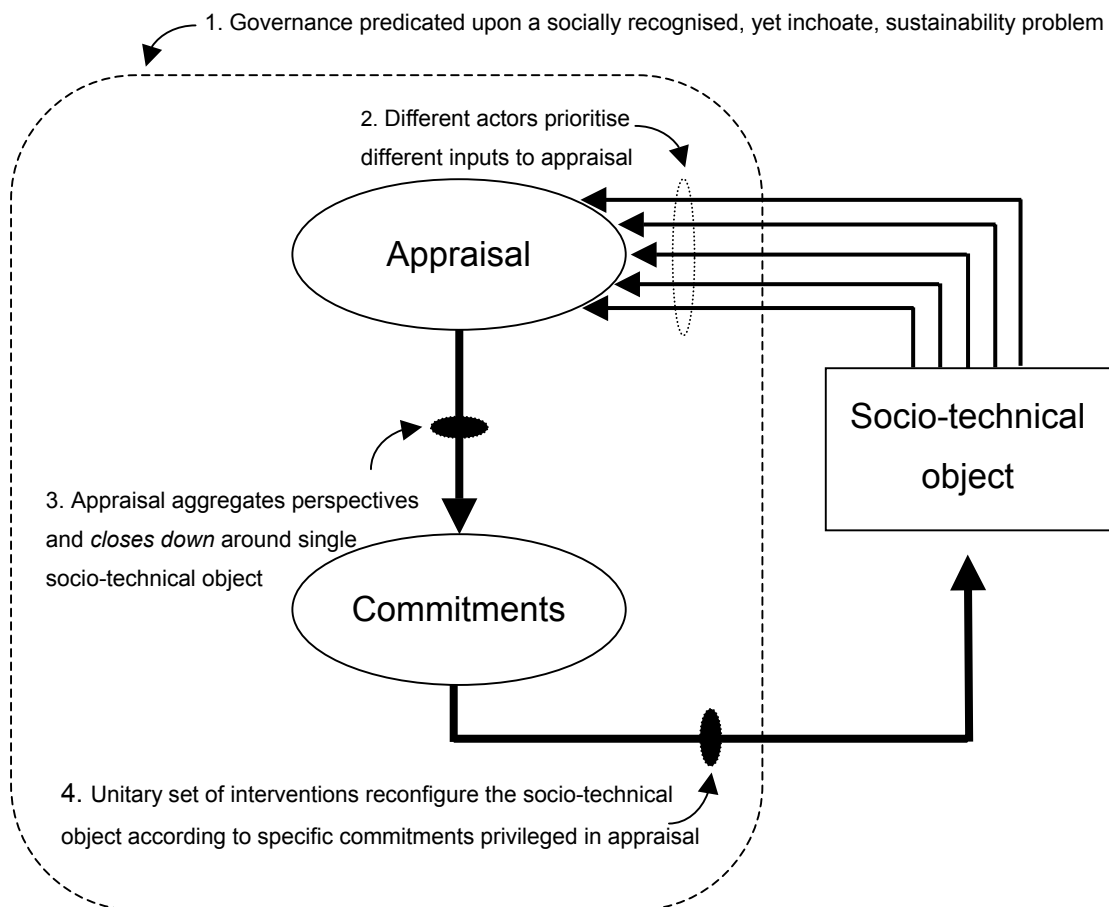 1. Governance predicated upon a socially recognised, yet inchoate, sustainability problem
2. Different actors prioritise
different inputs to appraisal
Appraisal
Socio-technical
object
3. Appraisal aggregates perspectives
and closes down around single
socio-technical object
Commitments
4. Unitary set of interventions reconfigure the socio-technical
object according to specific commitments privileged in appraisal